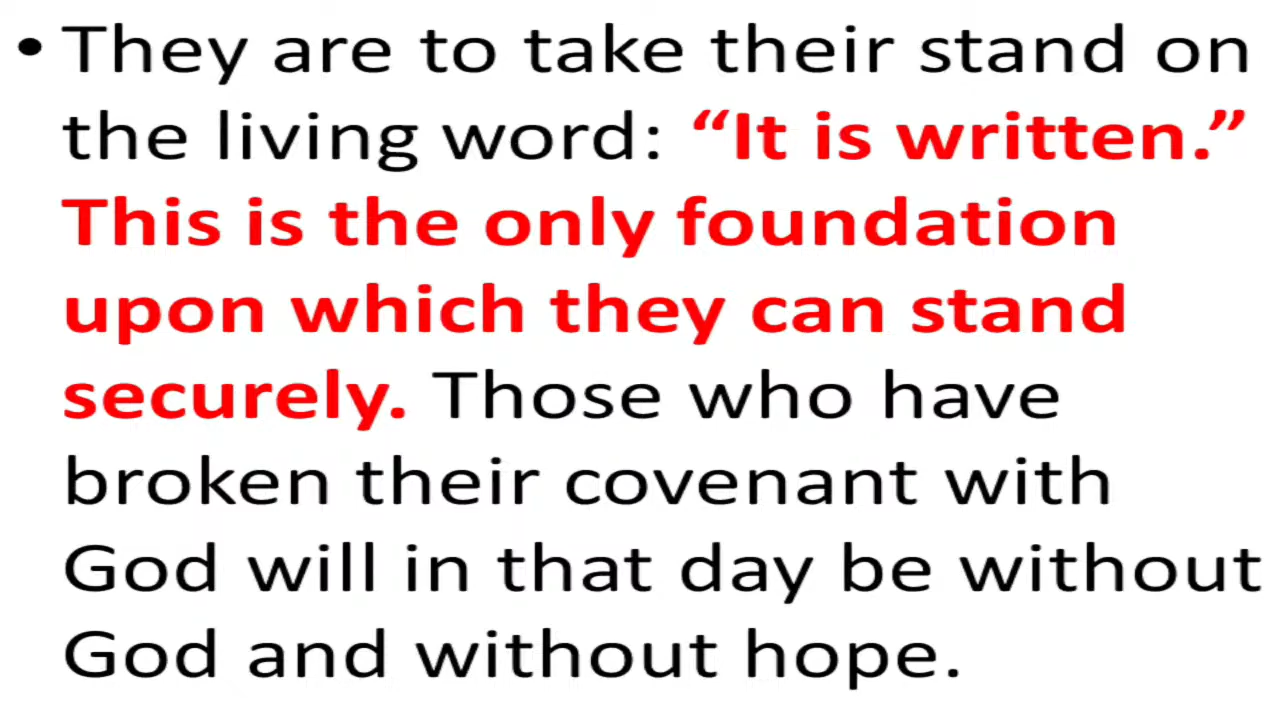 • They are to take their stand on
the living word: “It is written.”
This is the only foundation
upon which they can stand
securely. Those who have
broken their covenant with
God will in that day be without
God and without hope.